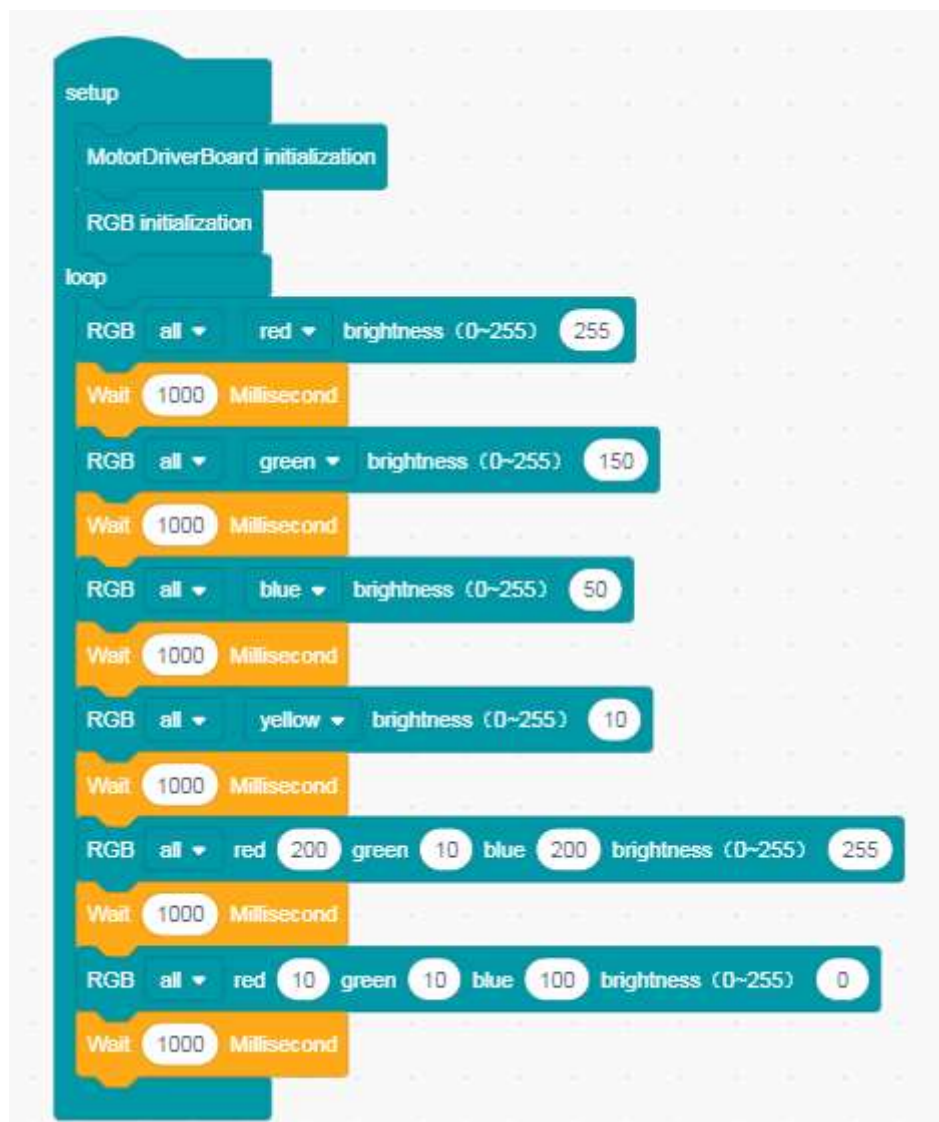 setup
MotorDriverBoard initialization
RGB initialization
loop
RGB all red brightness (0~255) 255
Wait 1000 Millisecond
RGB all green brightness (0~255) 150
Wait 1000 Millisecond
RGB all blue brightness (0~255) 50
Wait 1000 Millisecond
RGB all yellow brightness (0~255) 10
Wait 1000 Millisecond
RGB all red 200 green 10 blue 200 brightness (0~255) 255
Wait 1000 Millisecond
RGB all red 10 green 10 blue 100 brightness (0~255) 0
Wait 1000 Millisecond